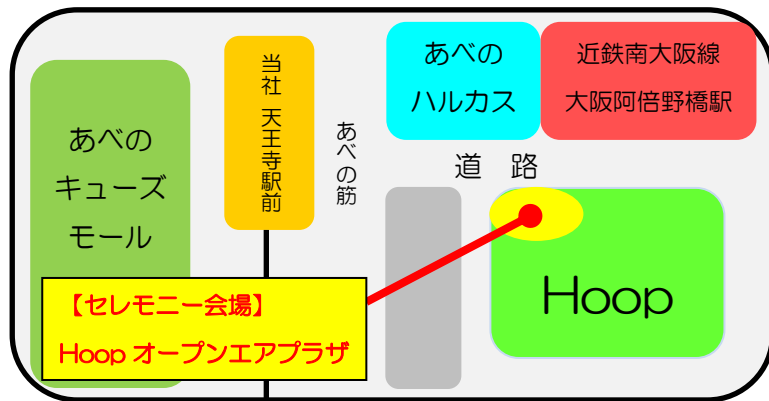 あべの
キューズ
モール
当社 天王寺駅前
あべの筋
あべの
ハルカス
近鉄南大阪線
大阪阿倍野橋駅
道 路
Hoop
【セレモニー会場】
Hoop オープンエアプラザ